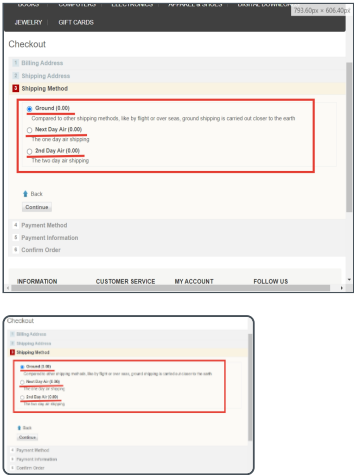 BOOKS COMPUTERS ELECTRONICS APPAREL & SHOES DIGITAL DOWNLOADS
793.60px × 606.40px
JEWELRY GIFT CARDS
Checkout
1 Billing Address
2 Shipping Address
3 Shipping Method
Ground (0.00)
Compared to other shipping methods, like by flight or over seas, ground shipping is carried out closer to the earth
Next Day Air (0.00)
The one day air shipping
2nd Day Air (0.00)
The two day air shipping
Back
Continue
4 Payment Method
5 Payment Information
6 Confirm Order
INFORMATION CUSTOMER SERVICE MY ACCOUNT FOLLOW US
Checkout
Billing Address
Shipping Address
3 Shipping Method
Ground (0.00)
Compared to other shipping methods, like by flight or over seas, ground shipping is carried out closer to the earth
Next Day Air (0.00)
The one day air shipping
2nd Day Air (0.00)
The two day air shipping
Back
Continue
Payment Method
Payment Information
Confirm Order